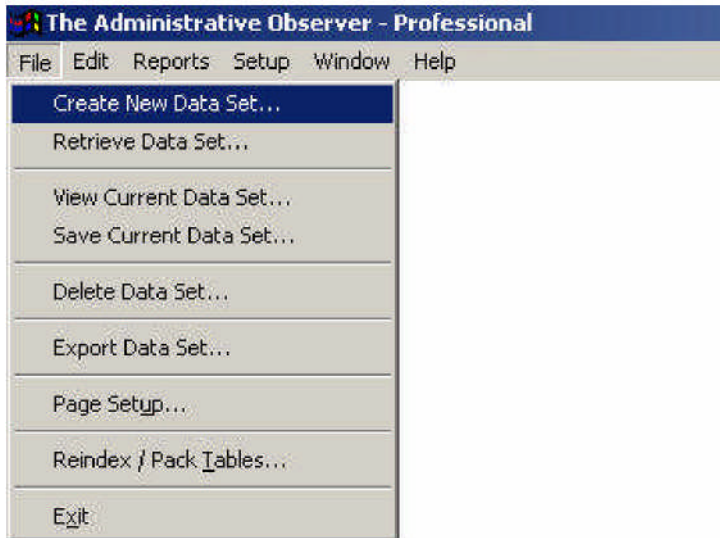 The Administrative Observer - Professional
File Edit Reports Setup Window Help
Create New Data Set...
Retrieve Data Set...
View Current Data Set...
Save Current Data Set...
Delete Data Set...
Export Data Set...
Page Setup...
Reindex / Pack Tables...
Exit